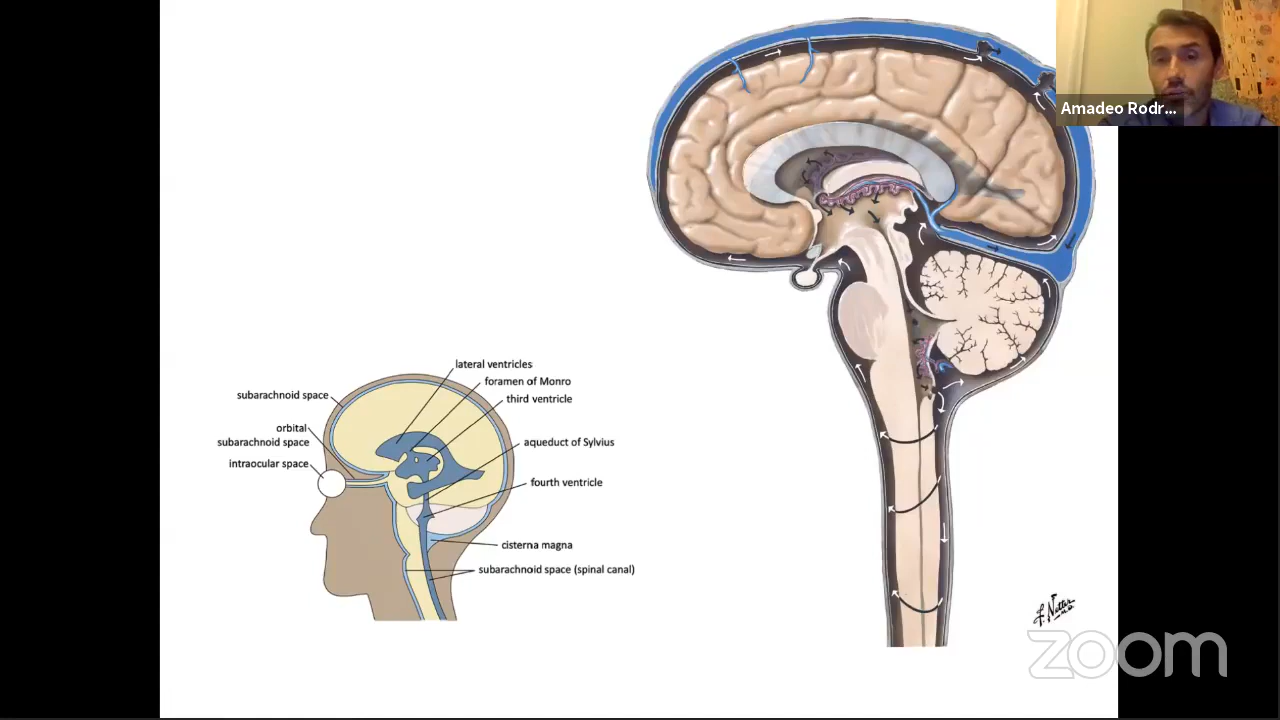 Amadeo Rodr...
lateral ventricles
foramen of Monro
third ventricle
subarachnoid space
orbital
subarachnoid space
intraocular space
aqueduct of Sylvius
fourth ventricle
cisterna magna
subarachnoid space (spinal canal)
F. Netter
M.D.
zoom